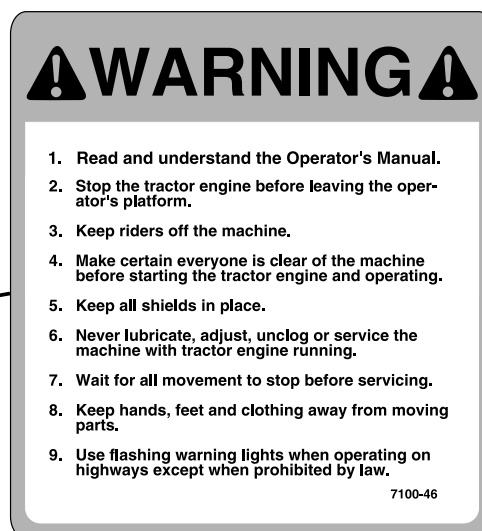 WARNING
1. Read and understand the Operator's Manual.
2. Stop the tractor engine before leaving the oper-
ator's platform.
3. Keep riders off the machine.
4. Make certain everyone is clear of the machine
before starting the tractor engine and operating.
5. Keep all shields in place.
6. Never lubricate, adjust, unclog or service the
machine with tractor engine running.
7. Wait for all movement to stop before servicing.
8. Keep hands, feet and clothing away from moving
parts.
9. Use flashing warning lights when operating on
highways except when prohibited by law.
7100-46